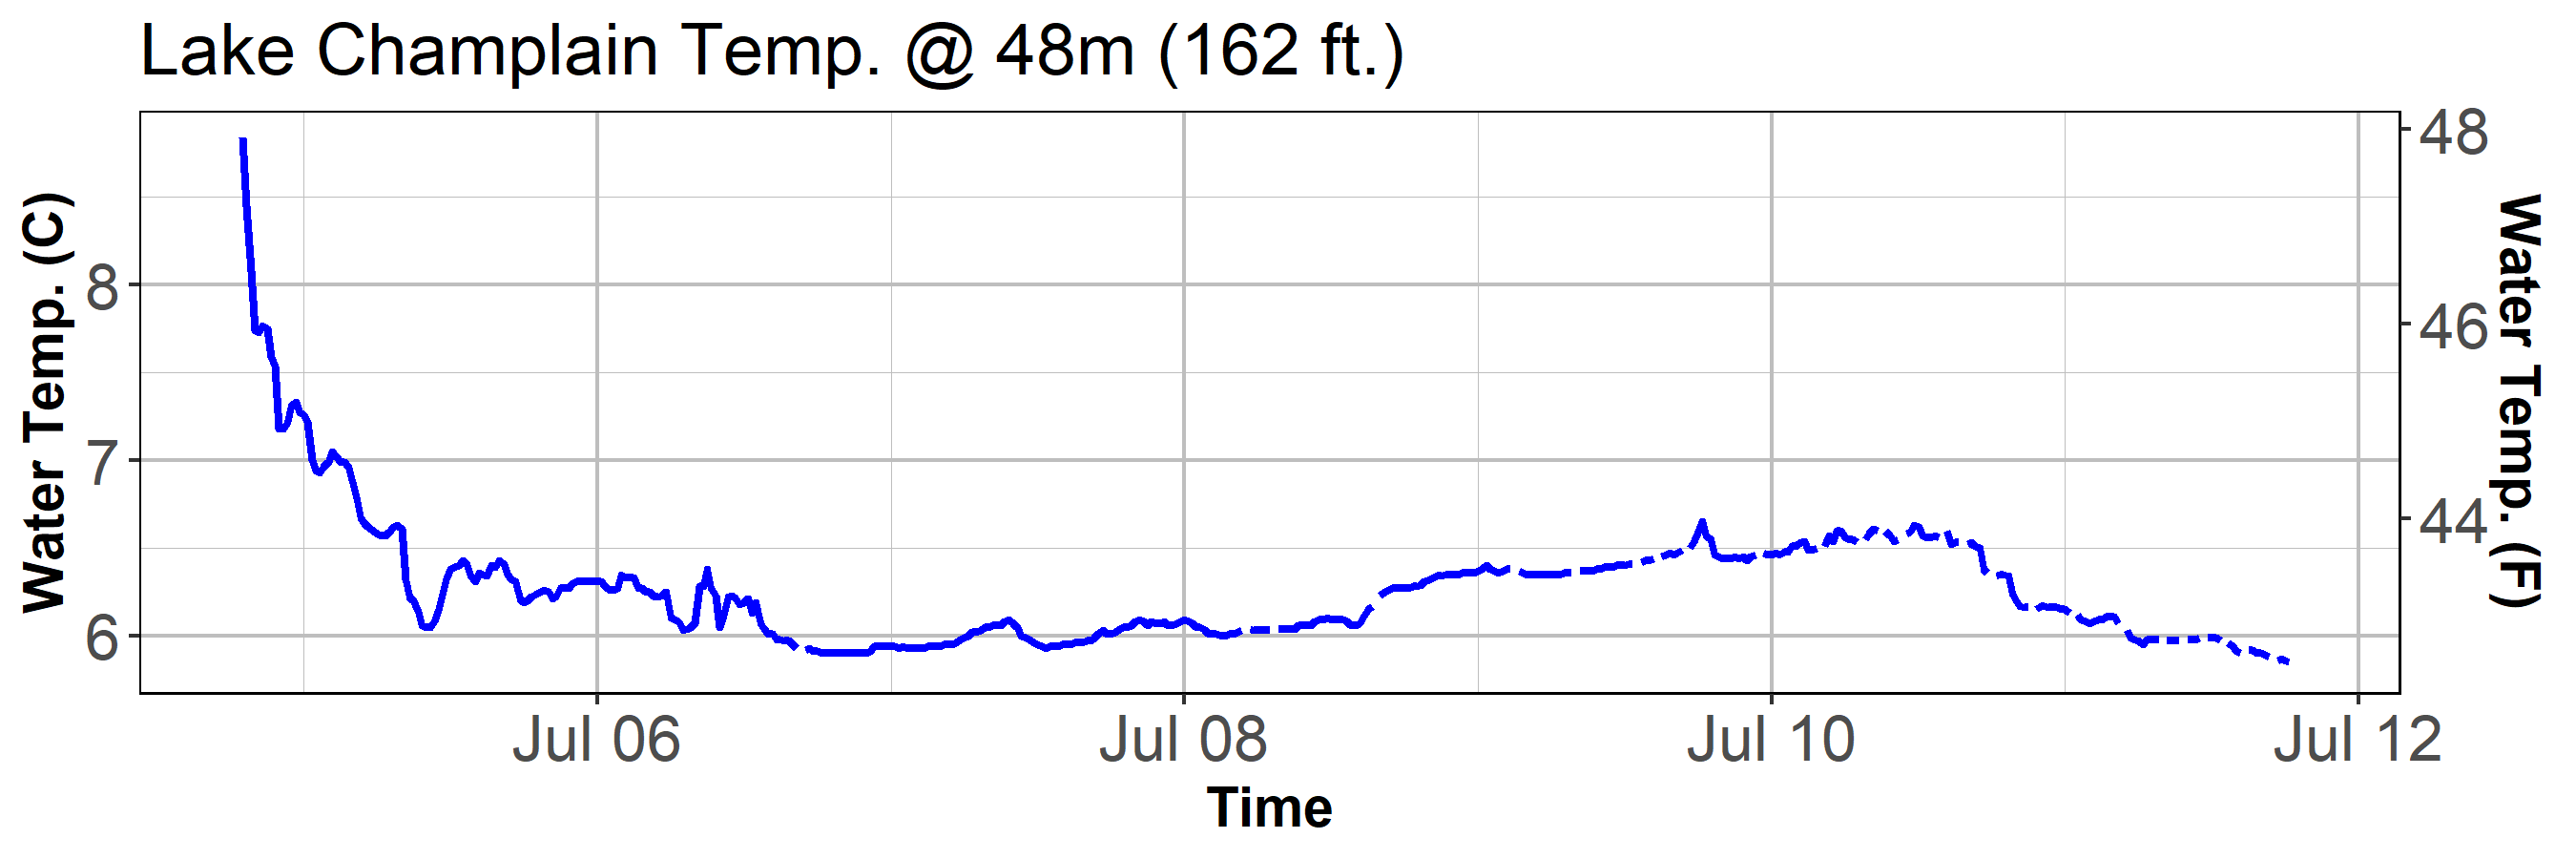 Lake Champlain Temp. @ 48m (162 ft.)
Water Temp. (C)
8
7
6
48
46
44
Water Temp. (F)
Jul 06 Jul 08 Jul 10 Jul 12
Time